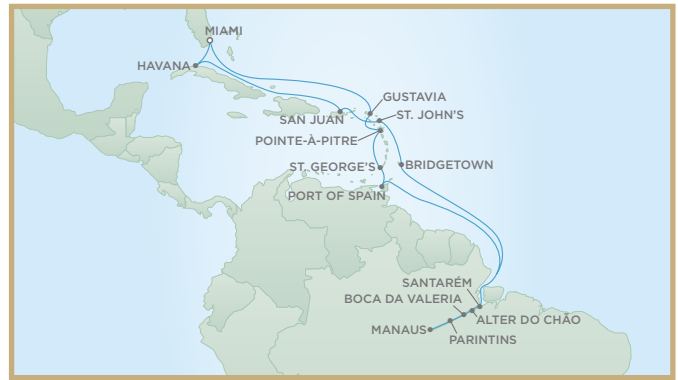 MIAMI
HAVANA
GUSTAVIA
SAN JUAN
ST. JOHN'S
POINTE-À-PITRE
ST. GEORGE'S
BRIDGETOWN
PORT OF SPAIN
SANTARÉM
BOCA DA VALERIA
ALTER DO CHÃO
MANAUS
PARINTINS